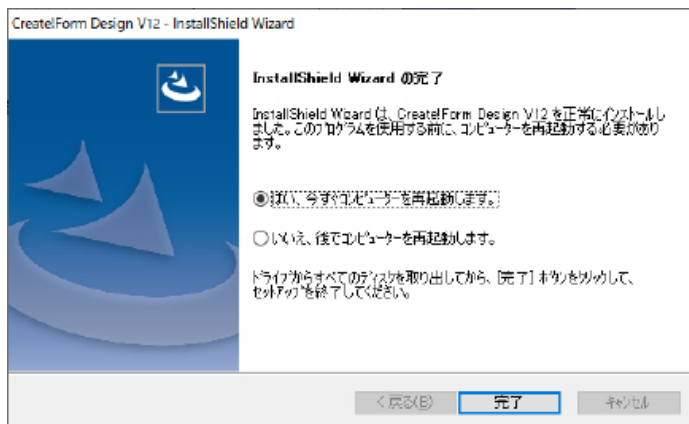 Create!Form Design V12 - InstallShield Wizard
InstallShield Wizard の完了
InstallShield Wizard は、Create!Form Design V12 を正常にインストールし
ました。このプログラムを使用する前に、コンピューターを再起動する必要があり
ます。
はい、今すぐコンピューターを再起動します。
いいえ、後でコンピューターを再起動します。
ドライブからすべてのディスクを取り出してから、[完了] ボタンをクリックして、
セットアップを終了してください。
< 戻る(B)
完了
キャンセル